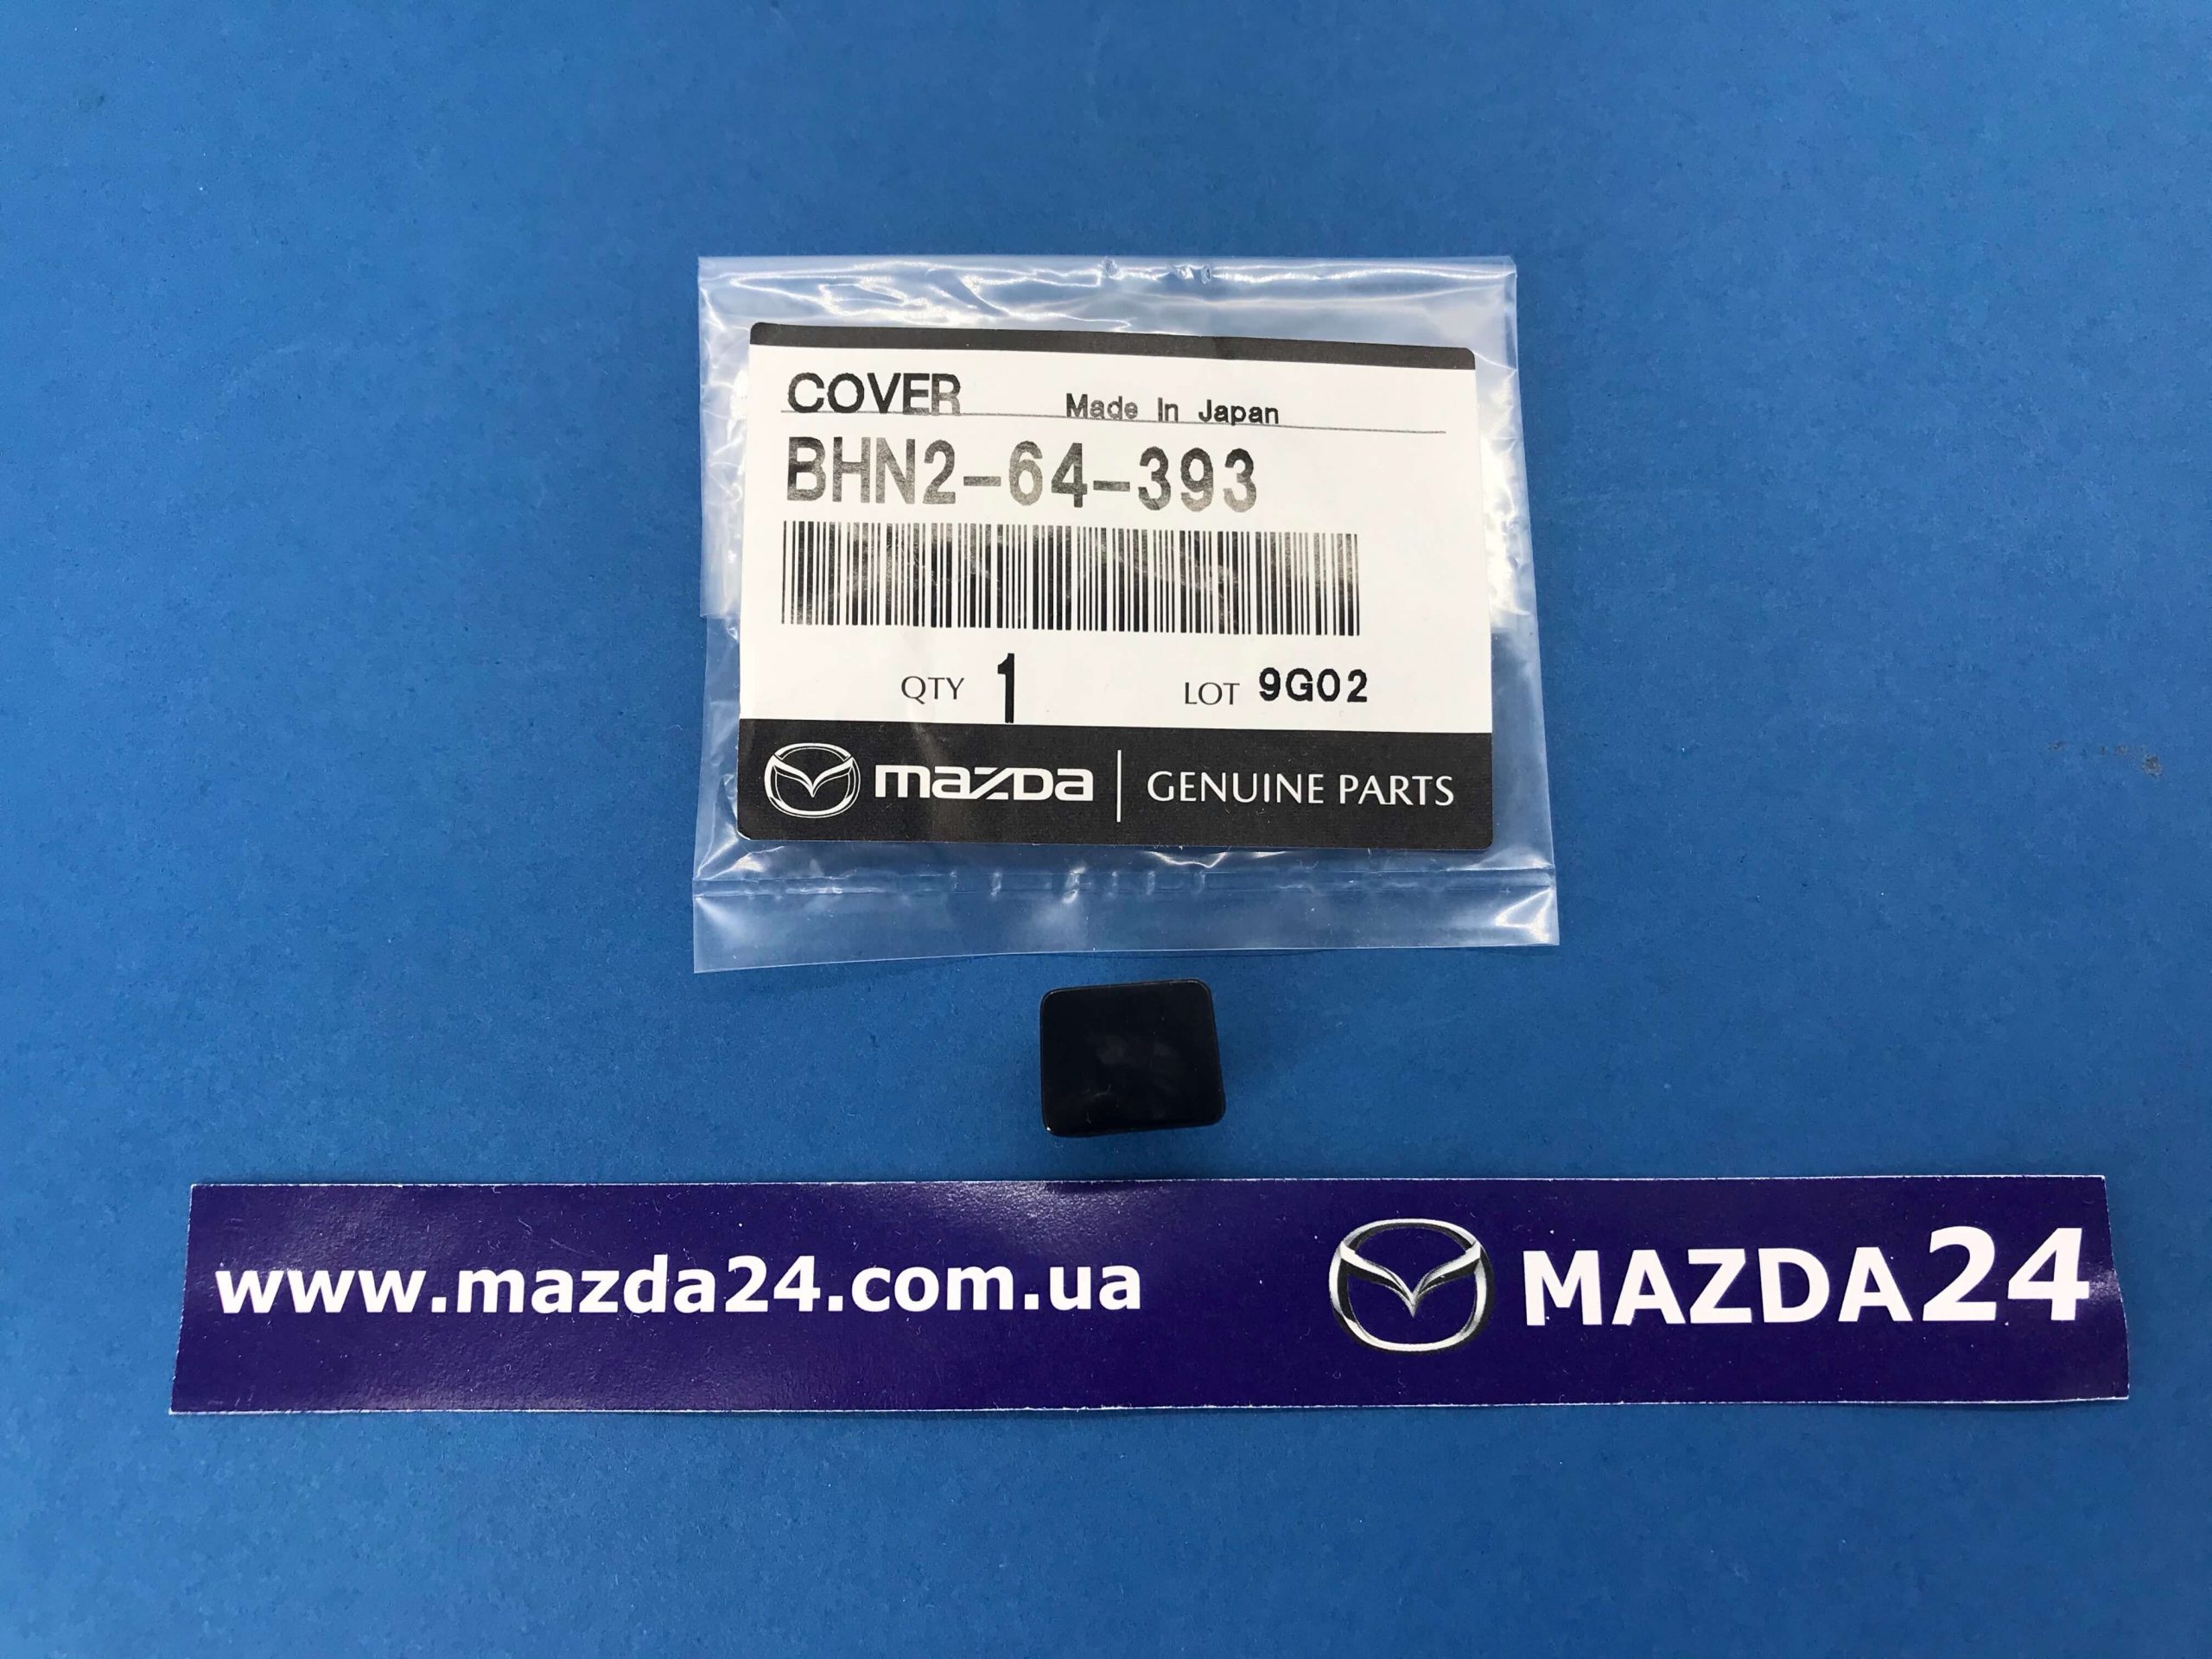 COVER Made In Japan
BHN2-64-393
QTY 1 LOT 9G02
mazda GENUINE PARTS
www.mazda24.com.ua MAZDA24